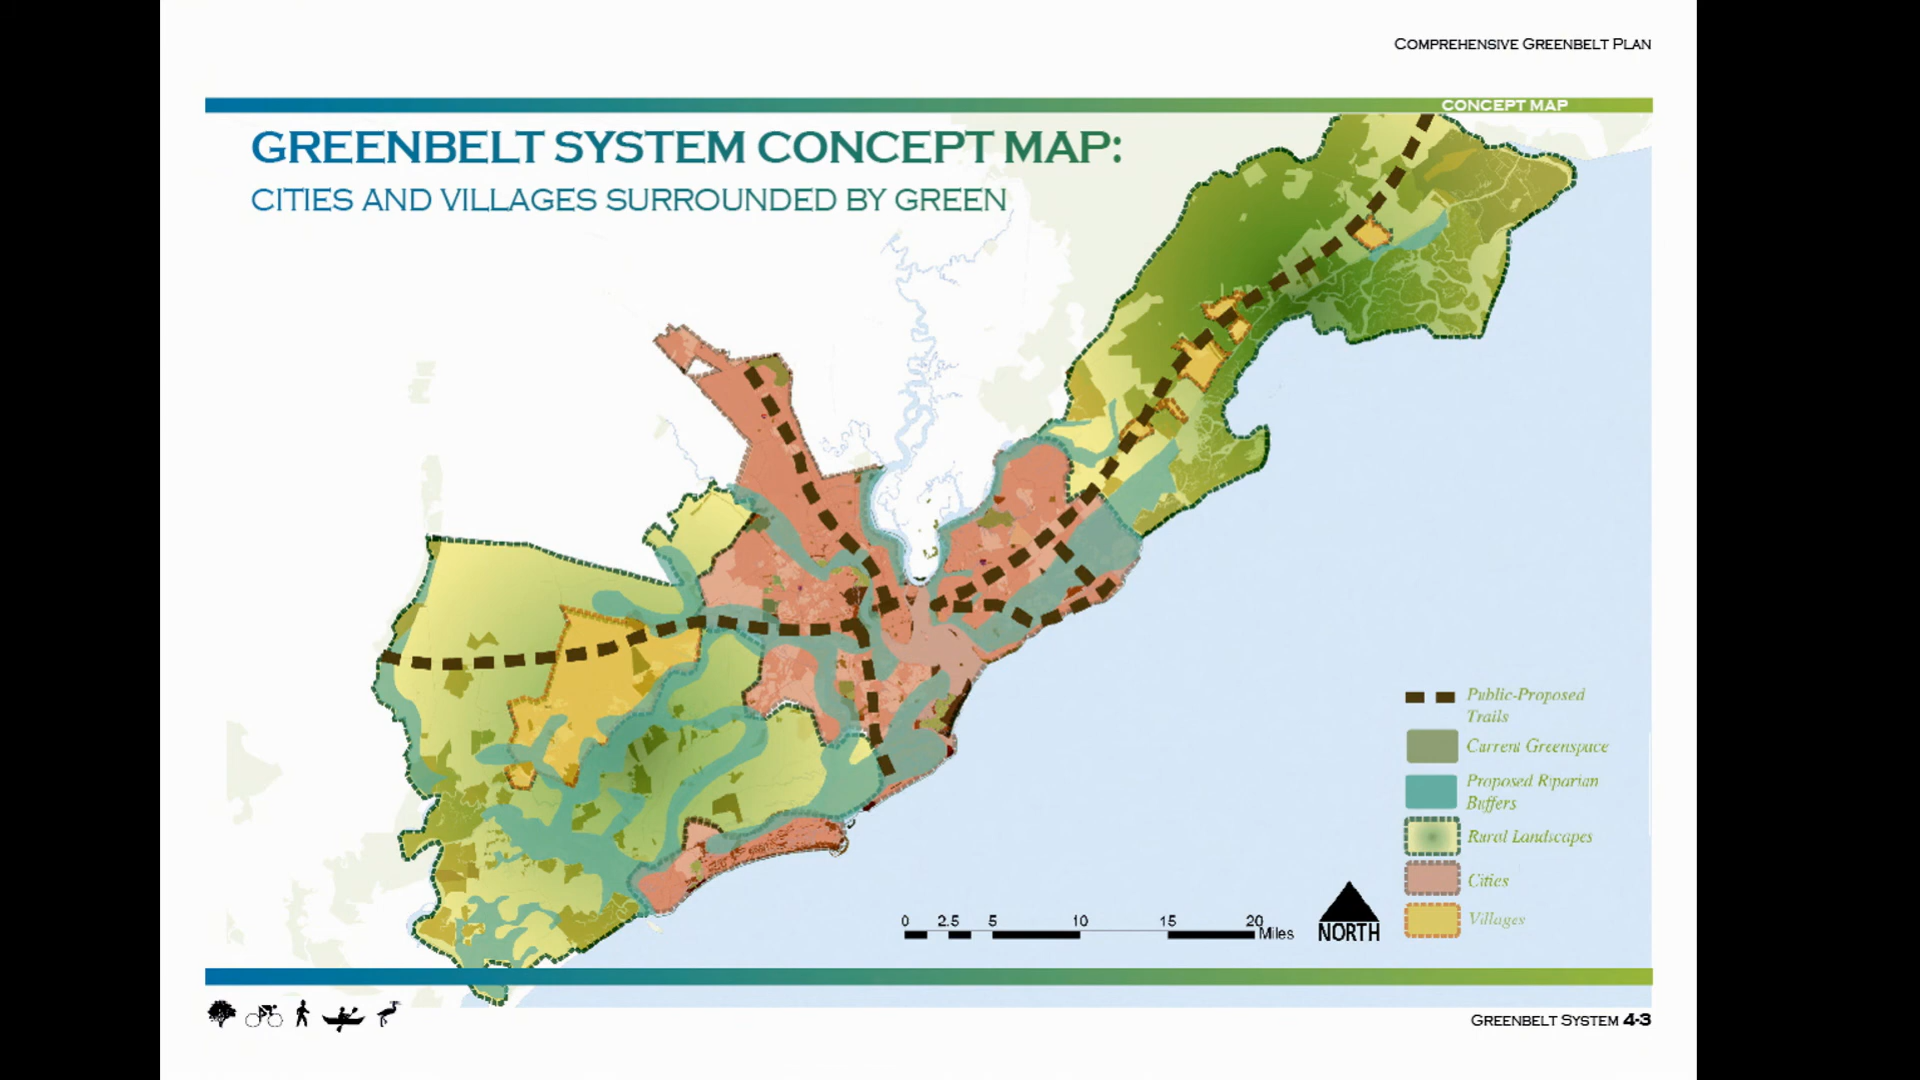 COMPREHENSIVE GREENBELT PLAN
CONCEPT MAP
GREENBELT SYSTEM CONCEPT MAP:
CITIES AND VILLAGES SURROUNDED BY GREEN
Public-Proposed
Trails
Current Greenspace
Proposed Riparian
Buffers
Rural Landscapes
Cities
Villages
0 2.5 5 10 15 20
Miles
NORTH
GREENBELT SYSTEM 4-3